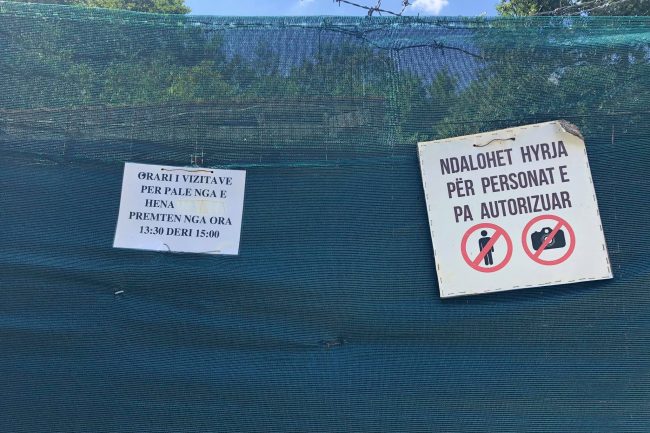 ORARI I VIZITAVE
PER PALE NGA E
HENA
PREMTEN NGA ORA
13:30 DERI 15:00
NDALOHET HYRJA
PËR PERSONAT E
PA AUTORIZUAR